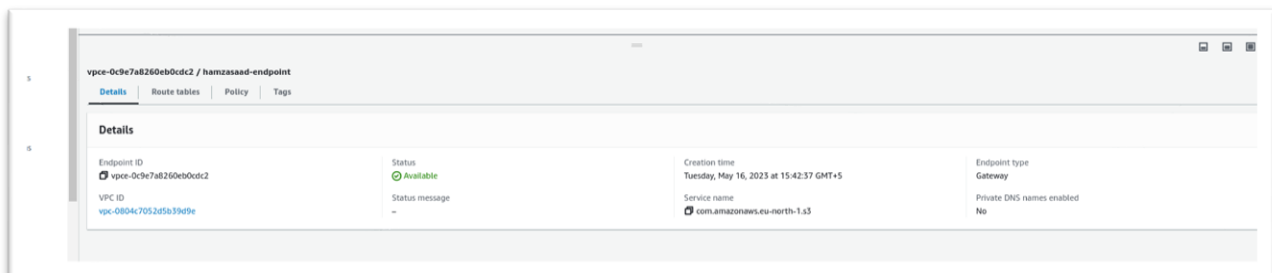 vpce-0c9e7a8260eb0cdc2 / hamzasaad-endpoint
Details Route tables Policy Tags
Details
Endpoint ID Status Creation time Endpoint type
vpce-0c9e7a8260eb0cdc2 Available Tuesday, May 16, 2023 at 15:42:37 GMT+5 Gateway
VPC ID Status message Service name Private DNS names enabled
vpc-0804c7052d5b39d9e – com.amazonaws.eu-north-1.s3 No